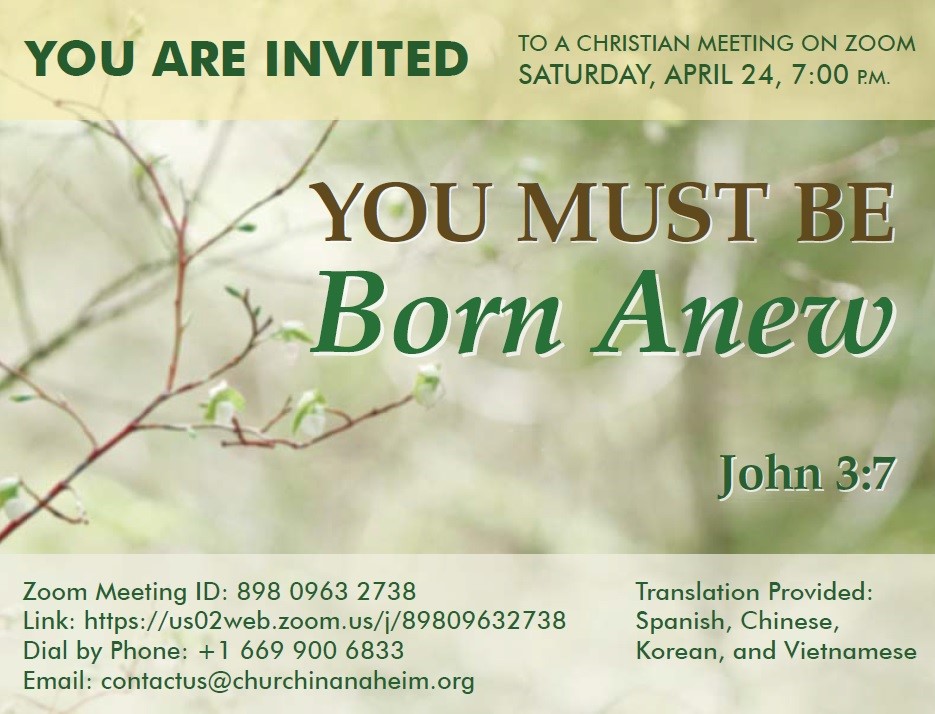 YOU ARE INVITED
TO A CHRISTIAN MEETING ON ZOOM
SATURDAY, APRIL 24, 7:00 P.M.
YOU MUST BE
Born Anew
John 3:7
Zoom Meeting ID: 898 0963 2738
Link: https://us02web.zoom.us/j/89809632738
Dial by Phone: +1 669 900 6833
Email: contactus@churchinanaheim.org
Translation Provided:
Spanish, Chinese,
Korean, and Vietnamese